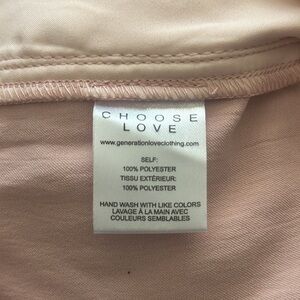 CHOOSE
LOVE
www.generationloveclothing.com
SELF:
100% POLYESTER
TISSU EXTÉRIEUR:
100% POLYESTER
HAND WASH WITH LIKE COLORS
LAVAGE À LA MAIN AVEC
COULEURS SEMBLABLES